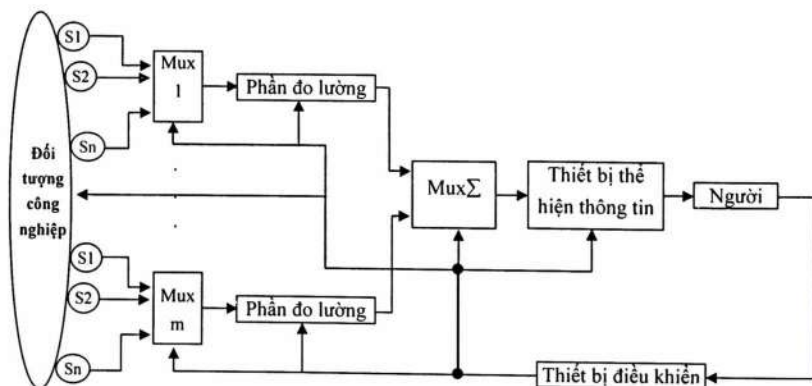 S1
S2
Sn
Mux
1
Phần đo lường
Đối
tượng
công
nghiệp
Mux∑
Thiết bị thể
hiện thông tin
Người
S1
S2
Sn
Mux
m
Phần đo lường
Thiết bị điều khiển